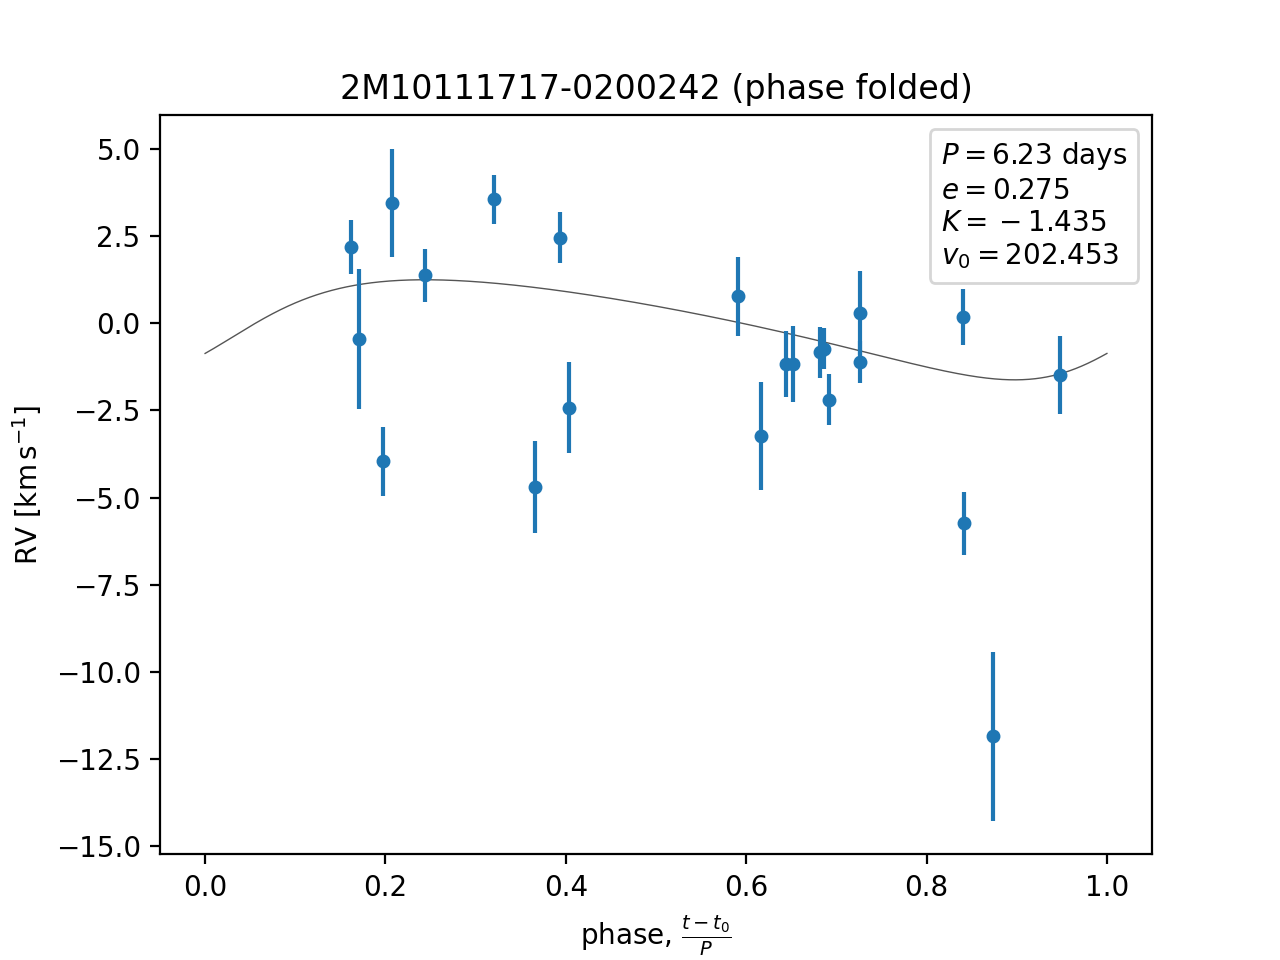 2M10111717-0200242 (phase folded)
P = 6.23 days
e = 0.275
K = −1.435
v₀ = 202.453
RV [km s⁻¹]
5.0
2.5
0.0
−2.5
−5.0
−7.5
−10.0
−12.5
−15.0
0.0 0.2 0.4 0.6 0.8 1.0
phase, (t − t₀)/P